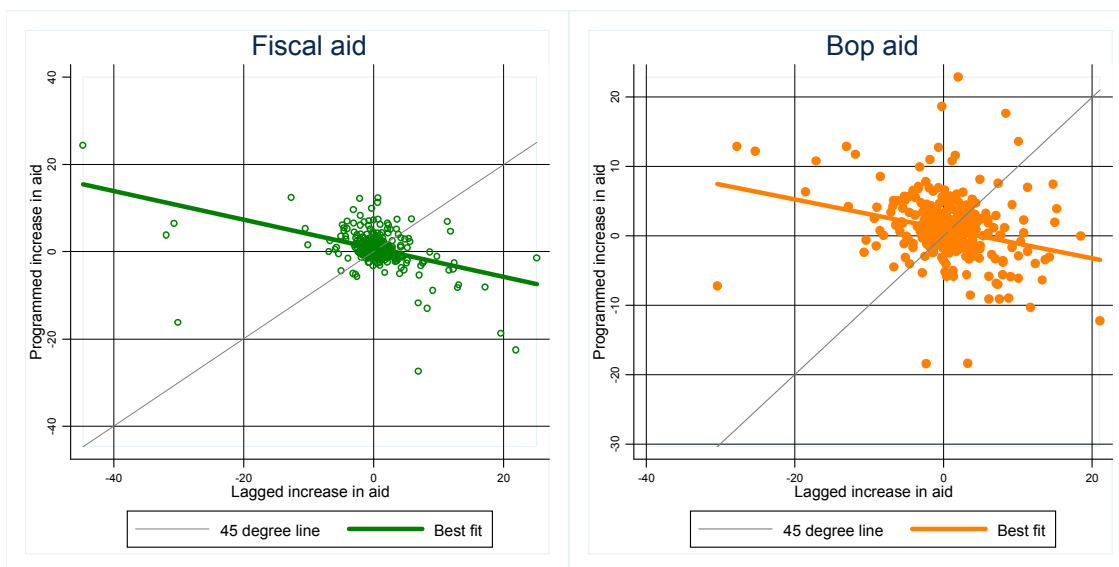 Fiscal aid
Programmed increase in aid
40
20
0
-20
-40
-40
-20
0
20
Lagged increase in aid
45 degree line
Best fit
Bop aid
Programmed increase in aid
20
10
0
-10
-20
-30
-40
-20
0
20
Lagged increase in aid
45 degree line
Best fit